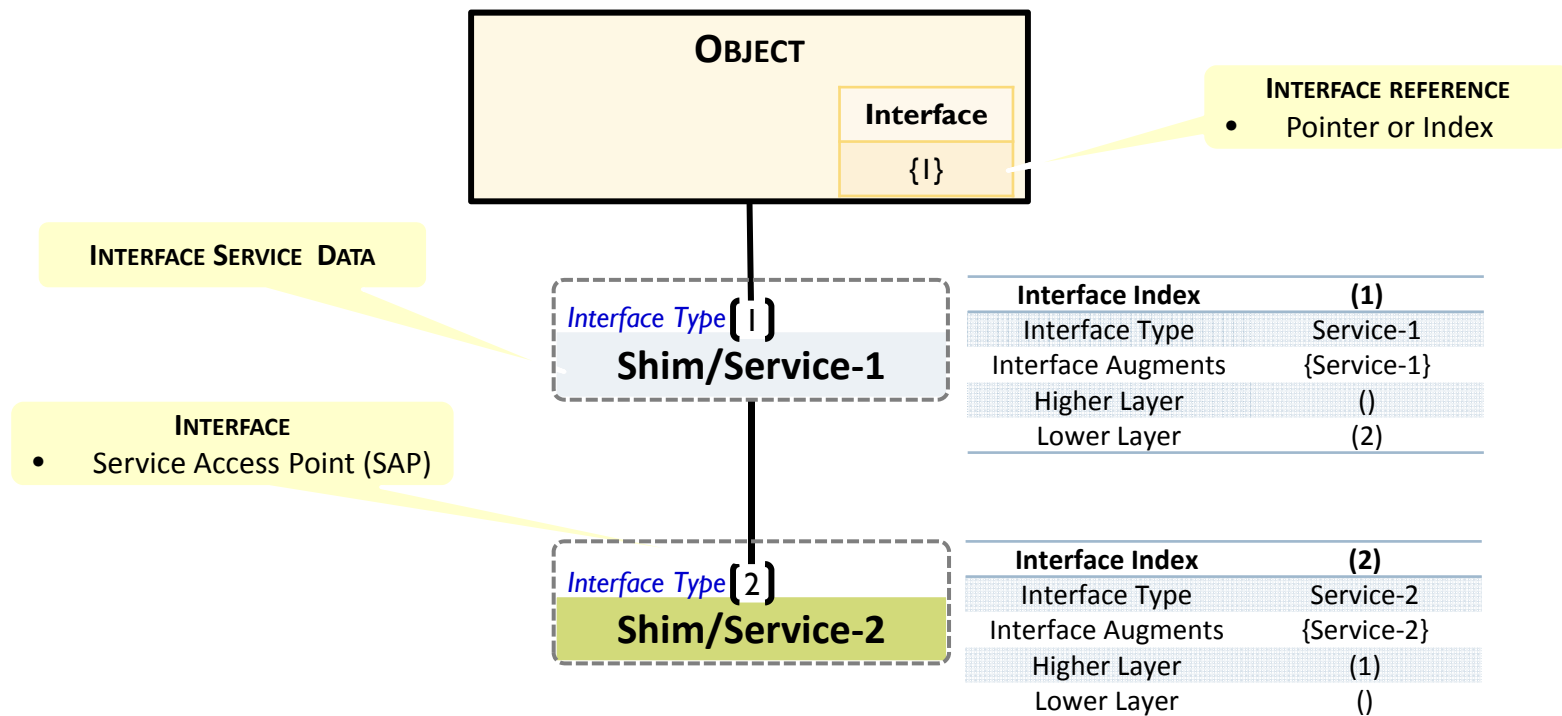 OBJECT
Interface
{1}
INTERFACE REFERENCE
• Pointer or Index
INTERFACE SERVICE DATA
Interface Type [1]
Shim/Service-1
Interface Index (1)
Interface Type Service-1
Interface Augments {Service-1}
Higher Layer ()
Lower Layer (2)
INTERFACE
• Service Access Point (SAP)
Interface Type [2]
Shim/Service-2
Interface Index (2)
Interface Type Service-2
Interface Augments {Service-2}
Higher Layer (1)
Lower Layer ()